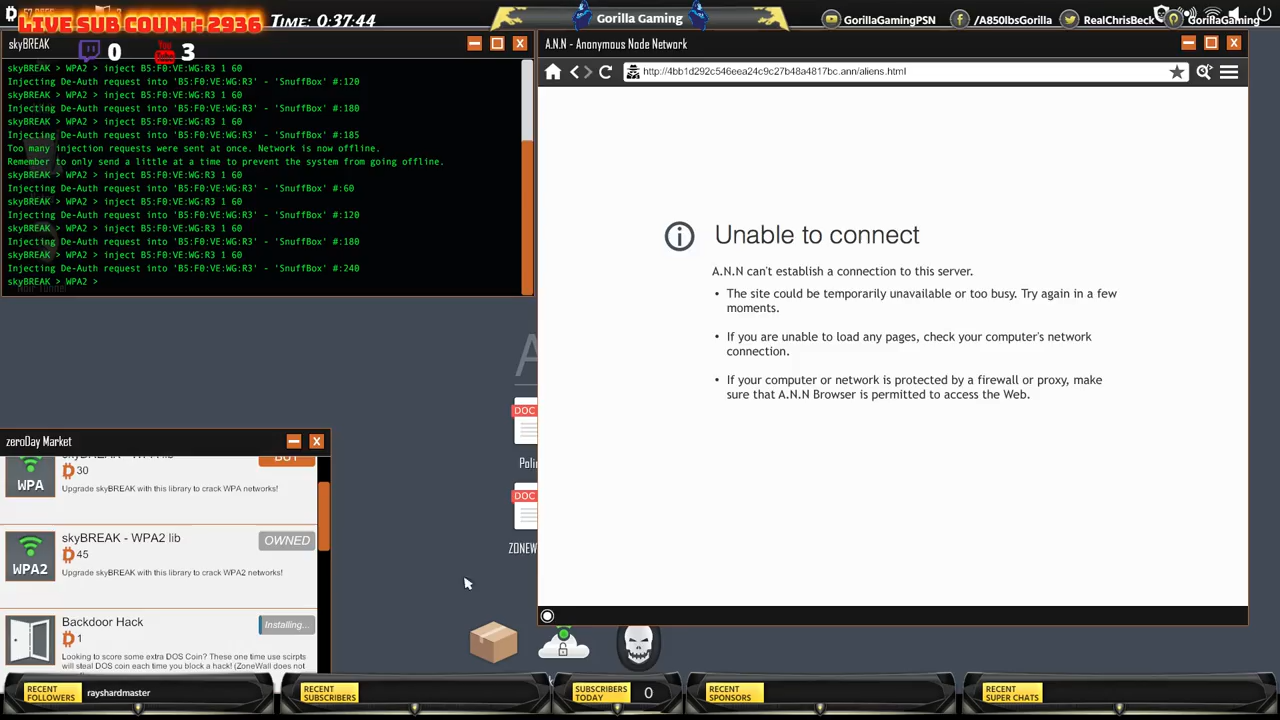 LIVE SUB COUNT: 2936
TIME: 0:37:44
Gorilla Gaming
GorillaGamingPSN
/A850lbsGorilla
RealChrisBeck
GorillaGaming
0
You
3
skyBREAK
skyBREAK > WPA2 > inject B5:F0:VE:WG:R3 1 60
Injecting De-Auth request into 'B5:F0:VE:WG:R3' - 'SnuffBox' #:120
skyBREAK > WPA2 > inject B5:F0:VE:WG:R3 1 60
Injecting De-Auth request into 'B5:F0:VE:WG:R3' - 'SnuffBox' #:180
skyBREAK > WPA2 > inject B5:F0:VE:WG:R3 1 60
Injecting De-Auth request into 'B5:F0:VE:WG:R3' - 'SnuffBox' #:185
Too many injection requests were sent at once. Network is now offline.
Remember to only send a little at a time to prevent the system from going offline.
skyBREAK > WPA2 > inject B5:F0:VE:WG:R3 1 60
Injecting De-Auth request into 'B5:F0:VE:WG:R3' - 'SnuffBox' #:60
skyBREAK > WPA2 > inject B5:F0:VE:WG:R3 1 60
Injecting De-Auth request into 'B5:F0:VE:WG:R3' - 'SnuffBox' #:120
skyBREAK > WPA2 > inject B5:F0:VE:WG:R3 1 60
Injecting De-Auth request into 'B5:F0:VE:WG:R3' - 'SnuffBox' #:180
skyBREAK > WPA2 > inject B5:F0:VE:WG:R3 1 60
Injecting De-Auth request into 'B5:F0:VE:WG:R3' - 'SnuffBox' #:240
skyBREAK > WPA2 >
A.N.N - Anonymous Node Network
http://4bb1d292c546eea24c9c27b48a4817bc.ann/aliens.html
Unable to connect
A.N.N can't establish a connection to this server.
• The site could be temporarily unavailable or too busy. Try again in a few
moments.
• If you are unable to load any pages, check your computer's network
connection.
• If your computer or network is protected by a firewall or proxy, make
sure that A.N.N Browser is permitted to access the Web.
DOC
Poli
DOC
ZONEW
zeroDay Market
skyBREAK - WPA lib
BUY
30
WPA
Upgrade skyBREAK with this library to crack WPA networks!
skyBREAK - WPA2 lib
OWNED
45
WPA2
Upgrade skyBREAK with this library to crack WPA2 networks!
Backdoor Hack
Installing...
1
Looking to score some extra DOS Coin? These one time use scirpts
will steal DOS coin each time you block a hack! (ZoneWall does not
RECENT
FOLLOWERS
rayshardmaster
RECENT
SUBSCRIBERS
SUBSCRIBERS
TODAY
0
RECENT
SPONSORS
RECENT
SUPER CHATS